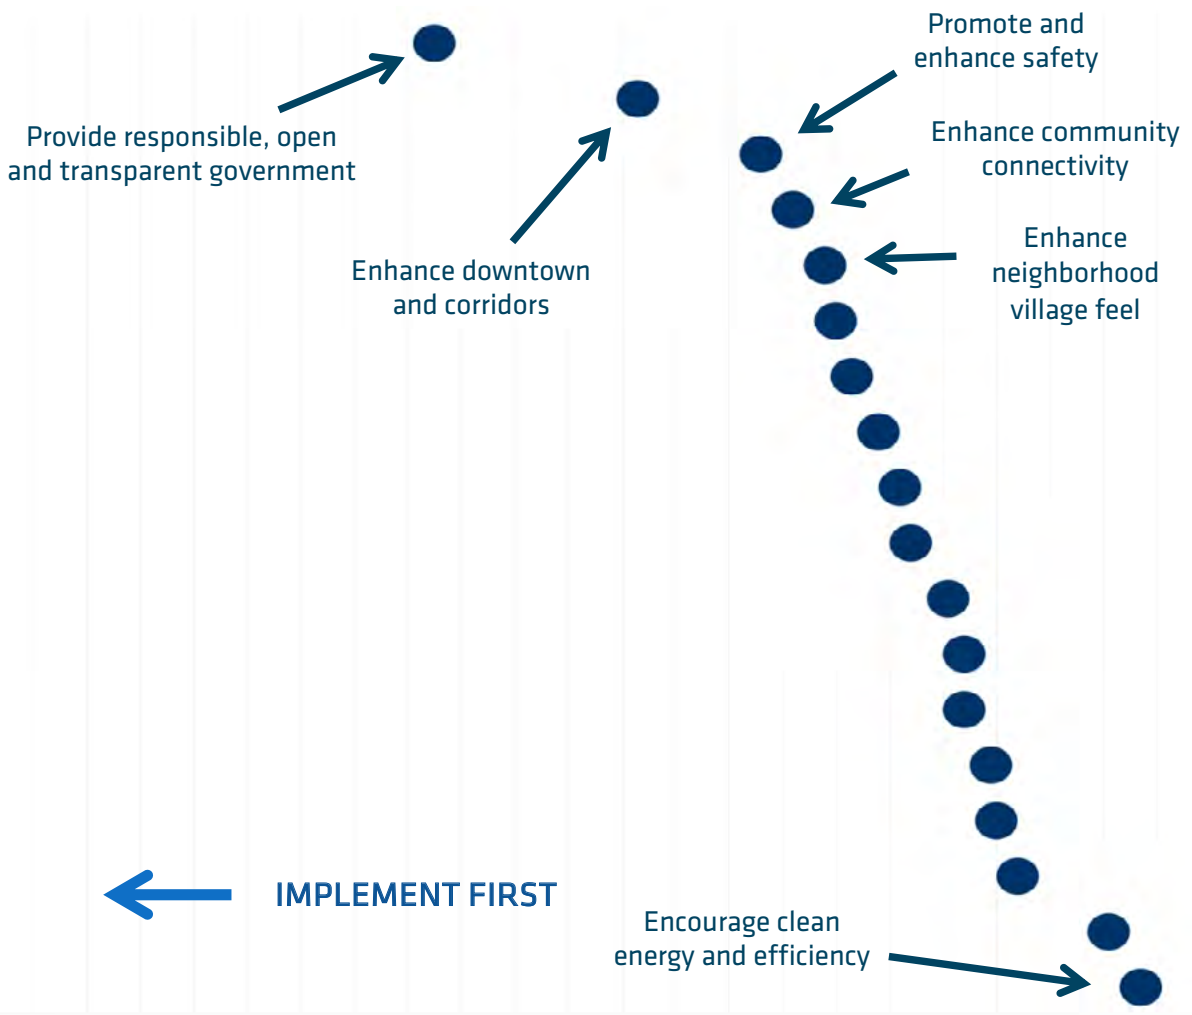 Promote and
enhance safety
Provide responsible, open
and transparent government
Enhance community
connectivity
Enhance downtown
and corridors
Enhance
neighborhood
village feel
IMPLEMENT FIRST
Encourage clean
energy and efficiency